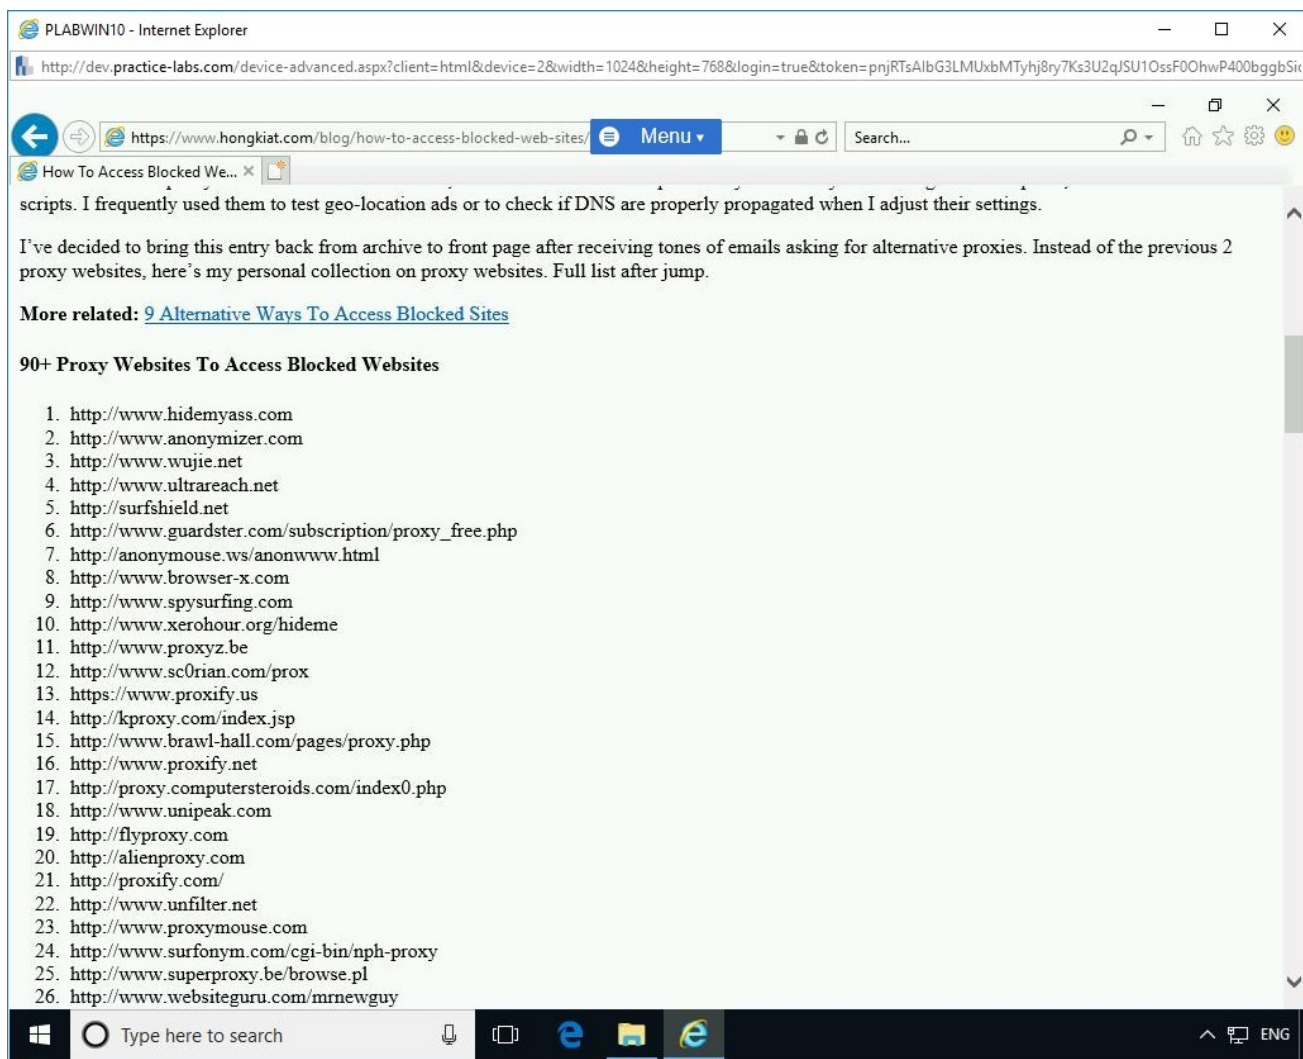 PLABWIN10 - Internet Explorer
http://dev.practice-labs.com/device-advanced.aspx?client=html&device=2&width=1024&height=768&login=true&token=pnjRTsAlbG3LMUxbMTyhj8ry7Ks3U2qJSU1OssF0OhwP400bggbSic
https://www.hongkiat.com/blog/how-to-access-blocked-web-sites/ Menu Search...
How To Access Blocked We...
scripts. I frequently used them to test geo-location ads or to check if DNS are properly propagated when I adjust their settings.
I've decided to bring this entry back from archive to front page after receiving tones of emails asking for alternative proxies. Instead of the previous 2
proxy websites, here's my personal collection on proxy websites. Full list after jump.
More related: 9 Alternative Ways To Access Blocked Sites
90+ Proxy Websites To Access Blocked Websites
1. http://www.hidemyass.com
2. http://www.anonymizer.com
3. http://www.wujie.net
4. http://www.ultrareach.net
5. http://surfshield.net
6. http://www.guardster.com/subscription/proxy_free.php
7. http://anonymouse.ws/anonwww.html
8. http://www.browser-x.com
9. http://www.spysurfing.com
10. http://www.xerohour.org/hideme
11. http://www.proxyz.be
12. http://www.sc0rian.com/prox
13. https://www.proxify.us
14. http://kproxy.com/index.jsp
15. http://www.brawl-hall.com/pages/proxy.php
16. http://www.proxify.net
17. http://proxy.computersteroids.com/index0.php
18. http://www.unipeak.com
19. http://flyproxy.com
20. http://alienproxy.com
21. http://proxify.com/
22. http://www.unfilter.net
23. http://www.proxymouse.com
24. http://www.surfonym.com/cgi-bin/nph-proxy
25. http://www.superproxy.be/browse.pl
26. http://www.websiteguru.com/mrnewguy
Type here to search
ENG